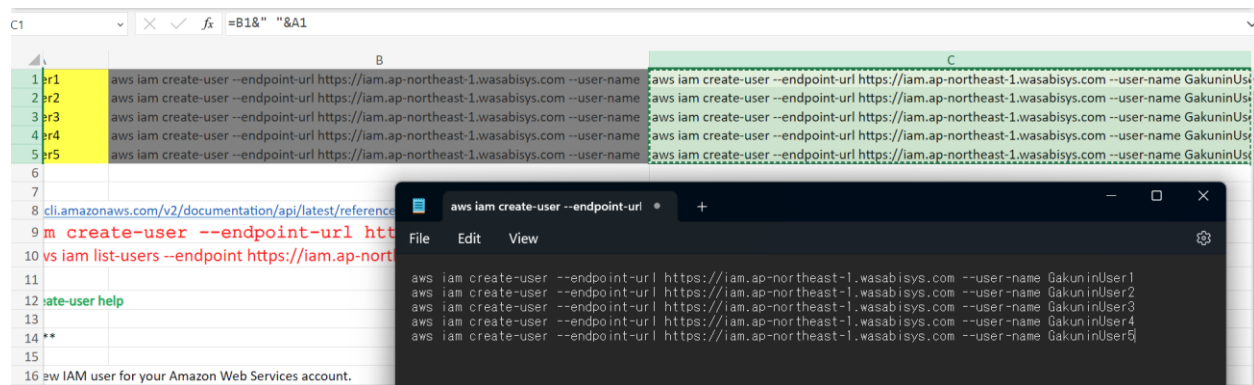 C1 fx =B1&" "&A1
B C
1 er1 aws iam create-user --endpoint-url https://iam.ap-northeast-1.wasabisys.com --user-name aws iam create-user --endpoint-url https://iam.ap-northeast-1.wasabisys.com --user-name GakuninUs
2 er2 aws iam create-user --endpoint-url https://iam.ap-northeast-1.wasabisys.com --user-name aws iam create-user --endpoint-url https://iam.ap-northeast-1.wasabisys.com --user-name GakuninUs
3 er3 aws iam create-user --endpoint-url https://iam.ap-northeast-1.wasabisys.com --user-name aws iam create-user --endpoint-url https://iam.ap-northeast-1.wasabisys.com --user-name GakuninUs
4 er4 aws iam create-user --endpoint-url https://iam.ap-northeast-1.wasabisys.com --user-name aws iam create-user --endpoint-url https://iam.ap-northeast-1.wasabisys.com --user-name GakuninUs
5 er5 aws iam create-user --endpoint-url https://iam.ap-northeast-1.wasabisys.com --user-name aws iam create-user --endpoint-url https://iam.ap-northeast-1.wasabisys.com --user-name GakuninUs
6
7
8 cli.amazonaws.com/v2/documentation/api/latest/reference
9 m create-user --endpoint-url htt
10 vs iam list-users --endpoint https://iam.ap-nort
11
12 eate-user help
13
14 **
15
16 ew IAM user for your Amazon Web Services account.
aws iam create-user --endpoint-url
File Edit View
aws iam create-user --endpoint-url https://iam.ap-northeast-1.wasabisys.com --user-name GakuninUser1
aws iam create-user --endpoint-url https://iam.ap-northeast-1.wasabisys.com --user-name GakuninUser2
aws iam create-user --endpoint-url https://iam.ap-northeast-1.wasabisys.com --user-name GakuninUser3
aws iam create-user --endpoint-url https://iam.ap-northeast-1.wasabisys.com --user-name GakuninUser4
aws iam create-user --endpoint-url https://iam.ap-northeast-1.wasabisys.com --user-name GakuninUser5